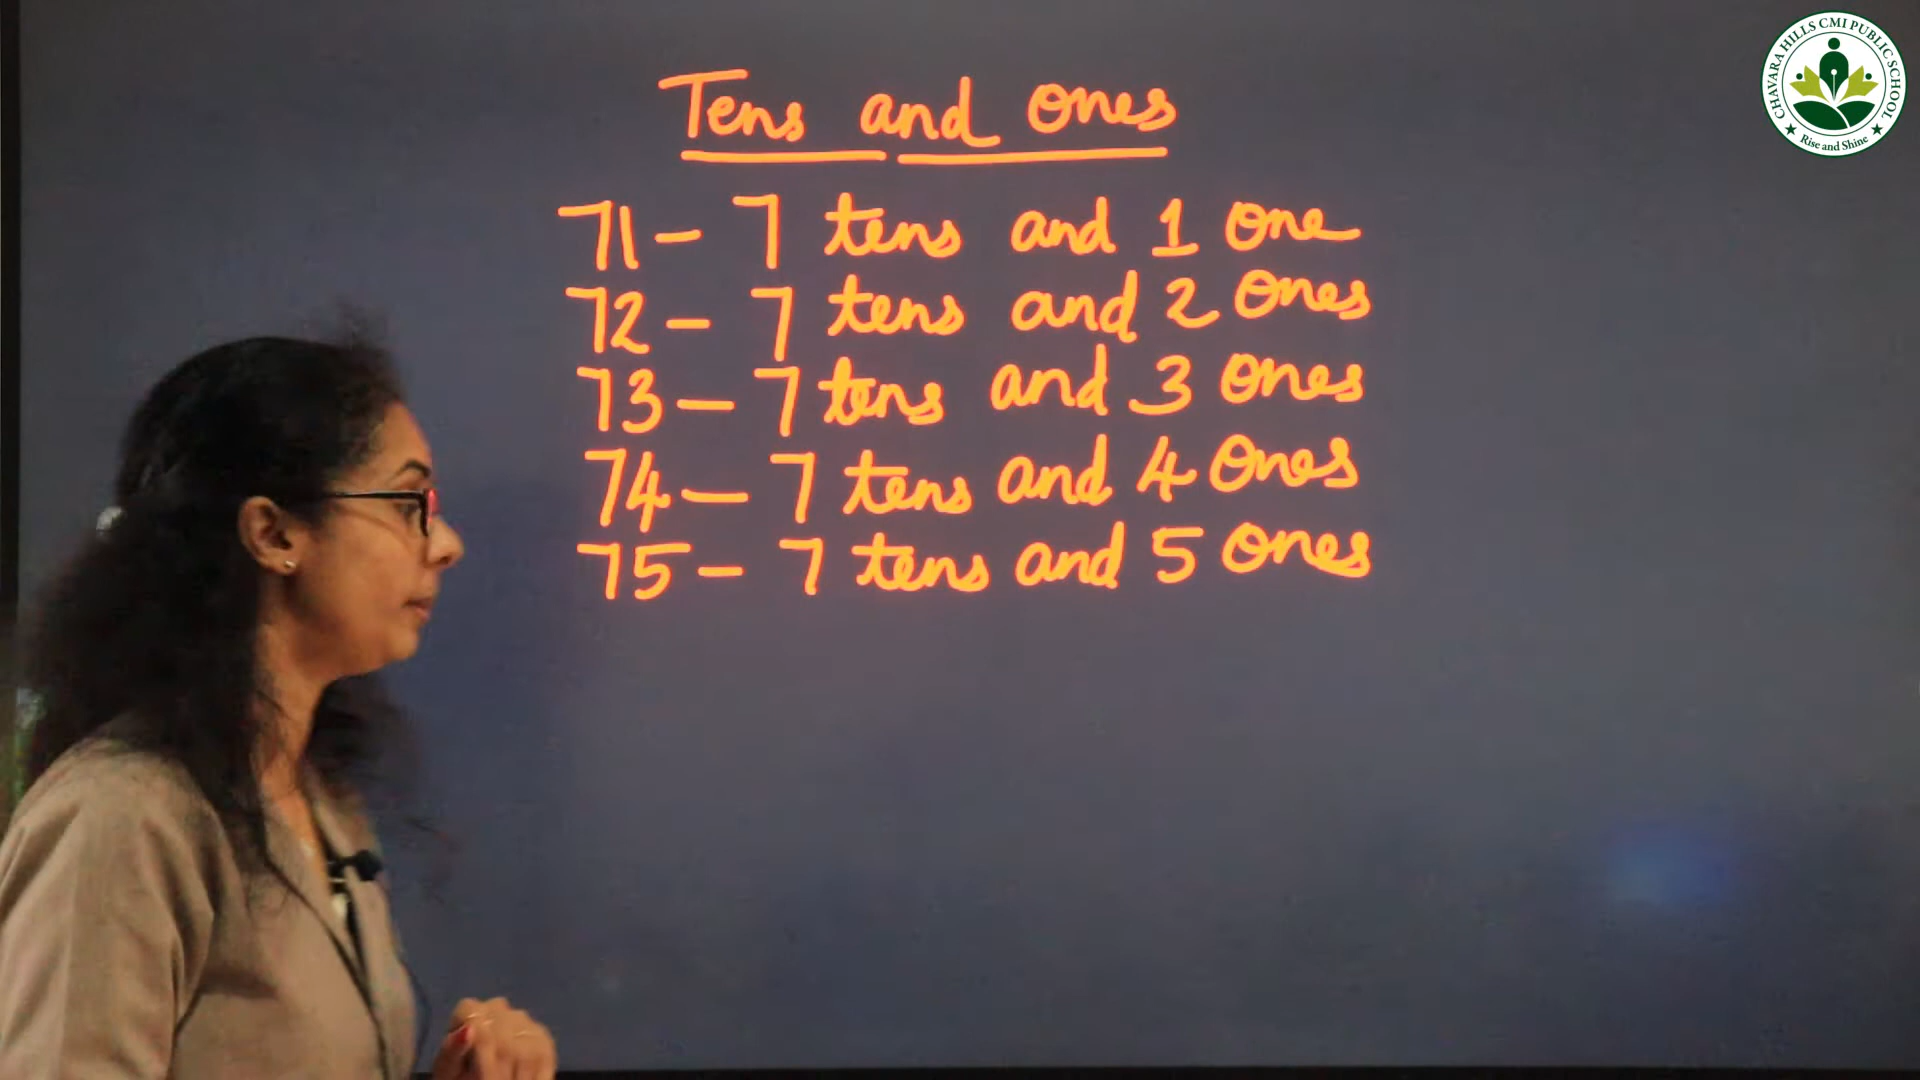 Tens and ones
71 - 7 tens and 1 one
72 - 7 tens and 2 ones
73 - 7 tens and 3 ones
74 - 7 tens and 4 ones
75 - 7 tens and 5 ones
CHAVARA HILLS CMI PUBLIC SCHOOL
Rise and Shine